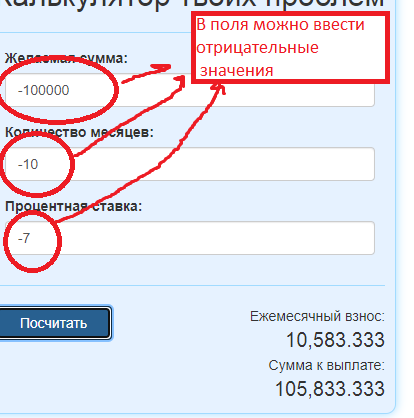 Калькулятор твоих проблем
В поля можно ввести
отрицательные
значения
Желаемая сумма:
-100000
Количество месяцев:
-10
Процентная ставка:
-7
Посчитать
Ежемесячный взнос:
10,583.333
Сумма к выплате:
105,833.333